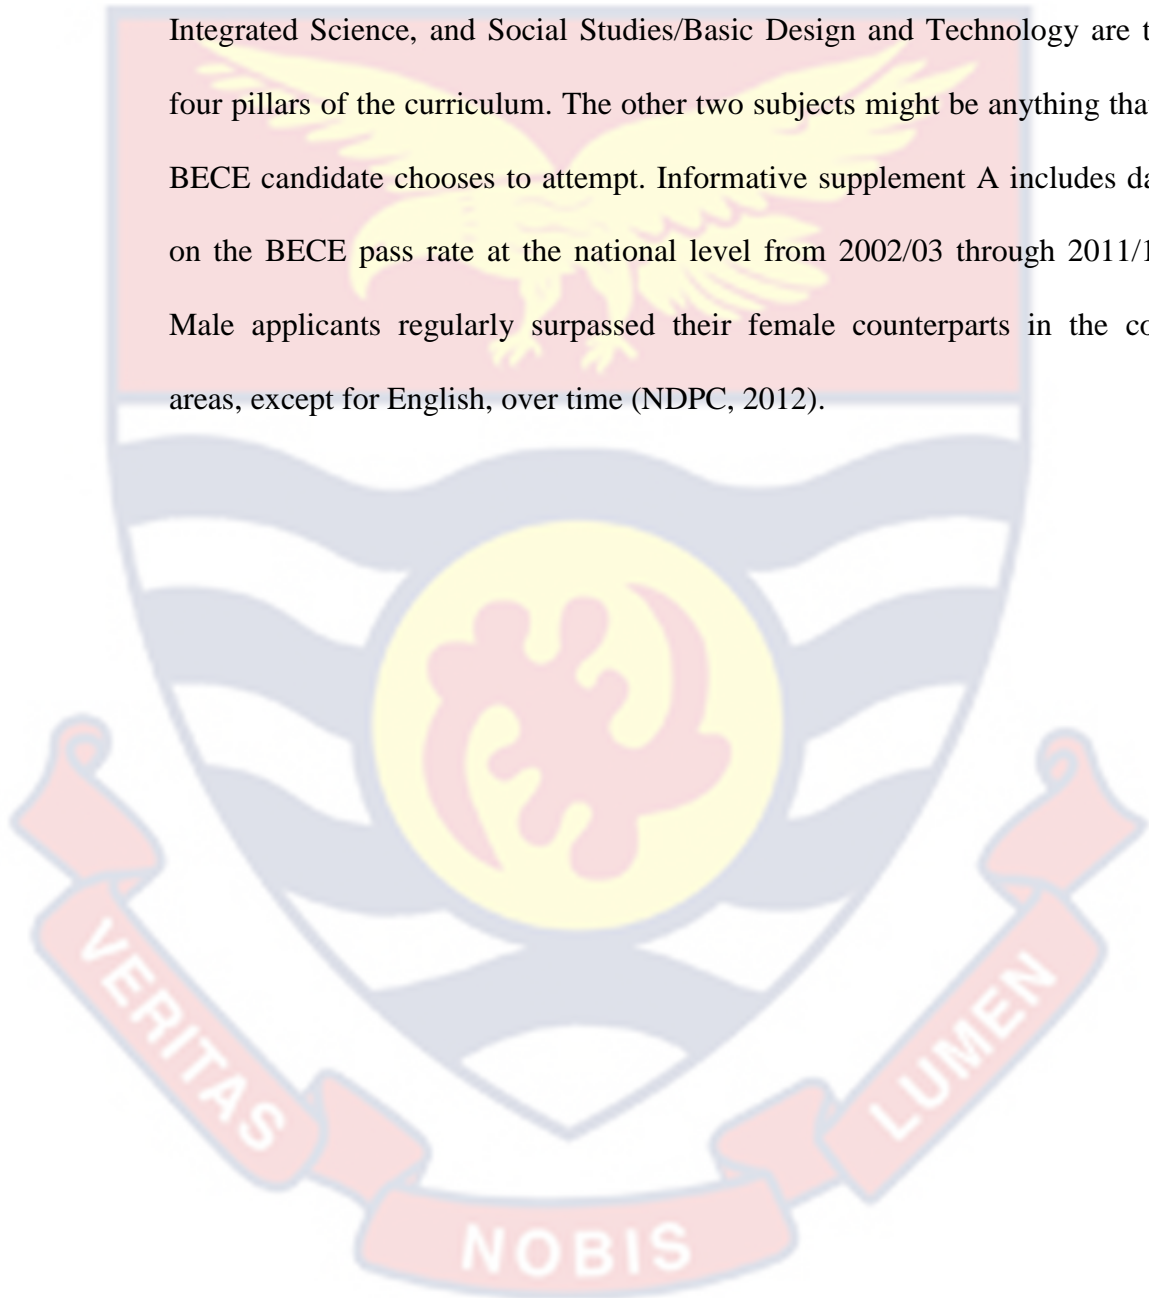 Integrated Science, and Social Studies/Basic Design and Technology are t
four pillars of the curriculum. The other two subjects might be anything tha
BECE candidate chooses to attempt. Informative supplement A includes da
on the BECE pass rate at the national level from 2002/03 through 2011/1
Male applicants regularly surpassed their female counterparts in the co
areas, except for English, over time (NDPC, 2012).
VERITAS
NOBIS
LUMEN